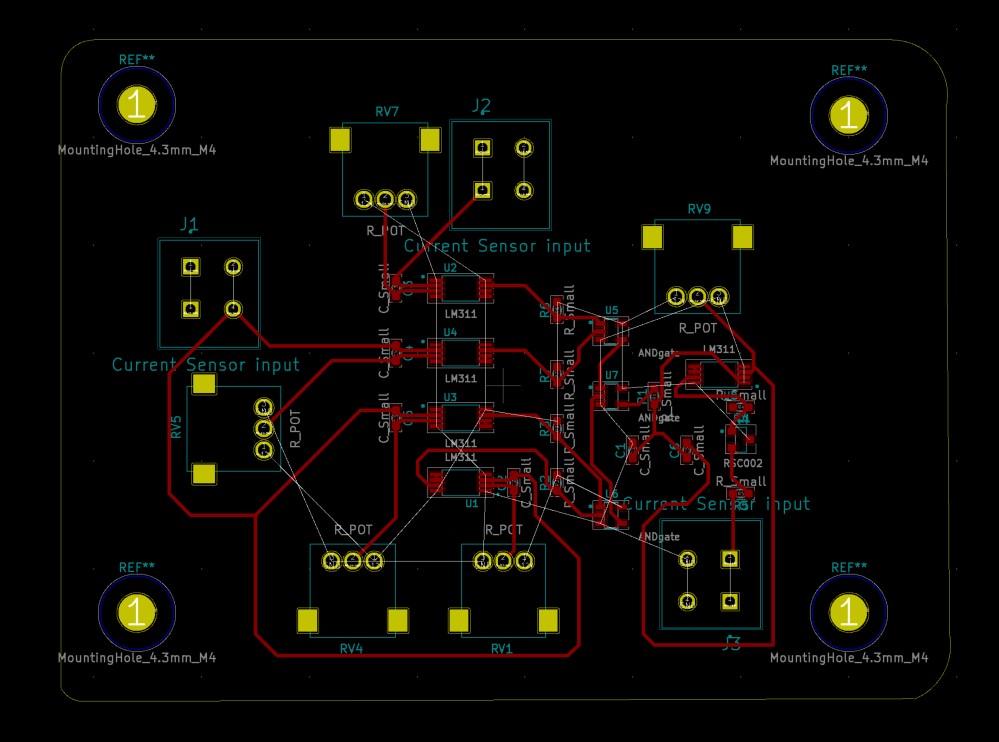 REF**
1
MountingHole_4.3mm_M4
REF**
1
MountingHole_4.3mm_M4
RV7
J2
R_POT
Current Sensor input
J1
Current Sensor input
RV9
R_POT
U2
C_Small
LM311
U4
C_Small
LM311
U3
C_Small
LM311
LM311
U1
C_Small
R_Small
R_Small
R_Small
R_Small
U5
ANDgate
LM311
U7
ANDgate
R_Small
R_Small
C1
C_Small
C6
C_Small
RSC002
R_Small
U6
Current Sensor input
ANDgate
RV5
R_POT
R_POT
R_POT
RV4
RV1
J3
REF**
1
MountingHole_4.3mm_M4
REF**
1
MountingHole_4.3mm_M4